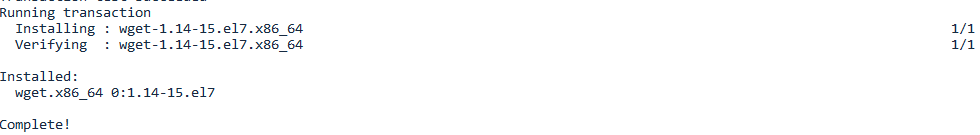 Running transaction
  Installing : wget-1.14-15.el7.x86_64 1/1
  Verifying  : wget-1.14-15.el7.x86_64 1/1

Installed:
  wget.x86_64 0:1.14-15.el7

Complete!